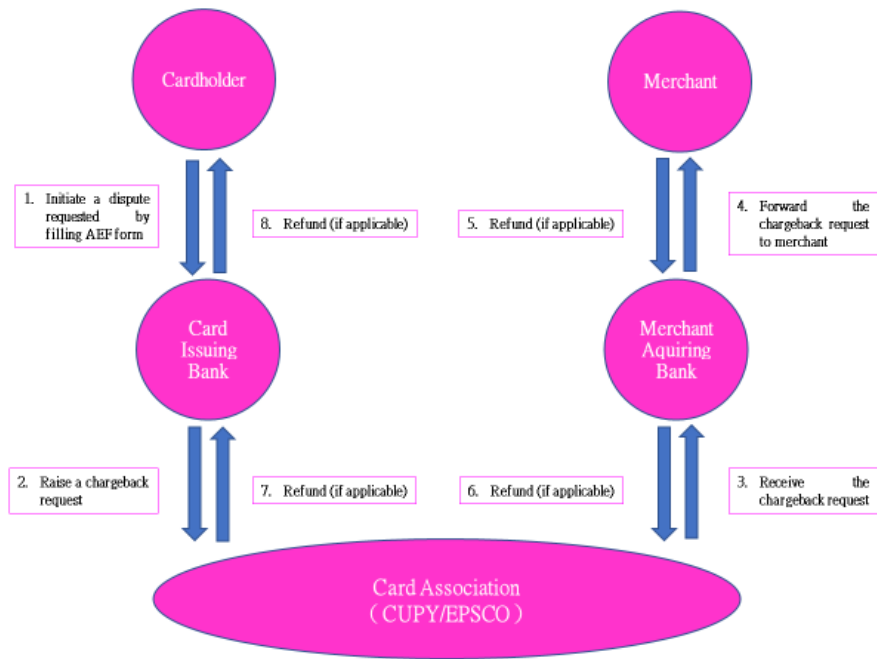 Cardholder
Merchant
1. Initiate a dispute
requested by
filling AEF form
8. Refund (if applicable)
5. Refund (if applicable)
4. Forward the
chargeback request
to merchant
Card
Issuing
Bank
Merchant
Aquiring
Bank
2. Raise a chargeback
request
7. Refund (if applicable)
6. Refund (if applicable)
3. Receive the
chargeback request
Card Association
( CUPY/EPSCO )